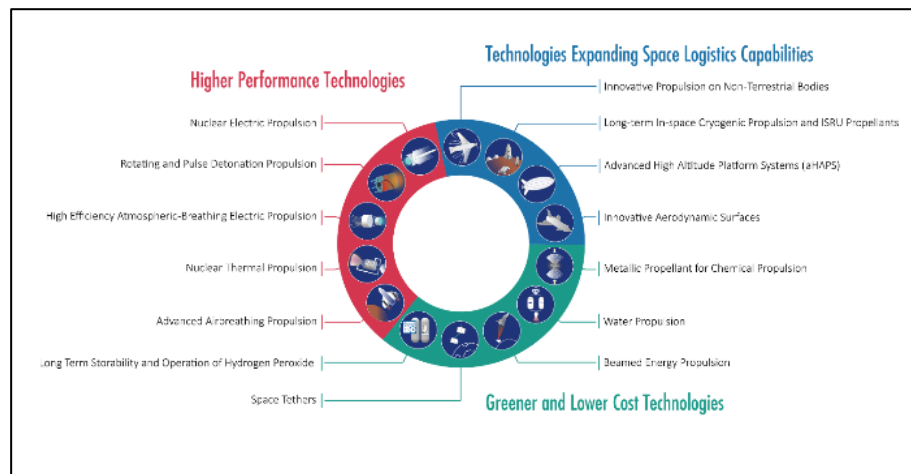 Technologies Expanding Space Logistics Capabilities
Higher Performance Technologies
Innovative Propulsion on Non-Terrestrial Bodies
Nuclear Electric Propulsion
Long-term In-space Cryogenic Propulsion and ISRU Propellants
Rotating and Pulse Detonation Propulsion
Advanced High Altitude Platform Systems (aHAPS)
High Efficiency Atmospheric-Breathing Electric Propulsion
Innovative Aerodynamic Surfaces
Nuclear Thermal Propulsion
Metallic Propellant for Chemical Propulsion
Advanced Airbreathing Propulsion
Water Propulsion
Long Term Storability and Operation of Hydrogen Peroxide
Beamed Energy Propulsion
Space Tethers
Greener and Lower Cost Technologies